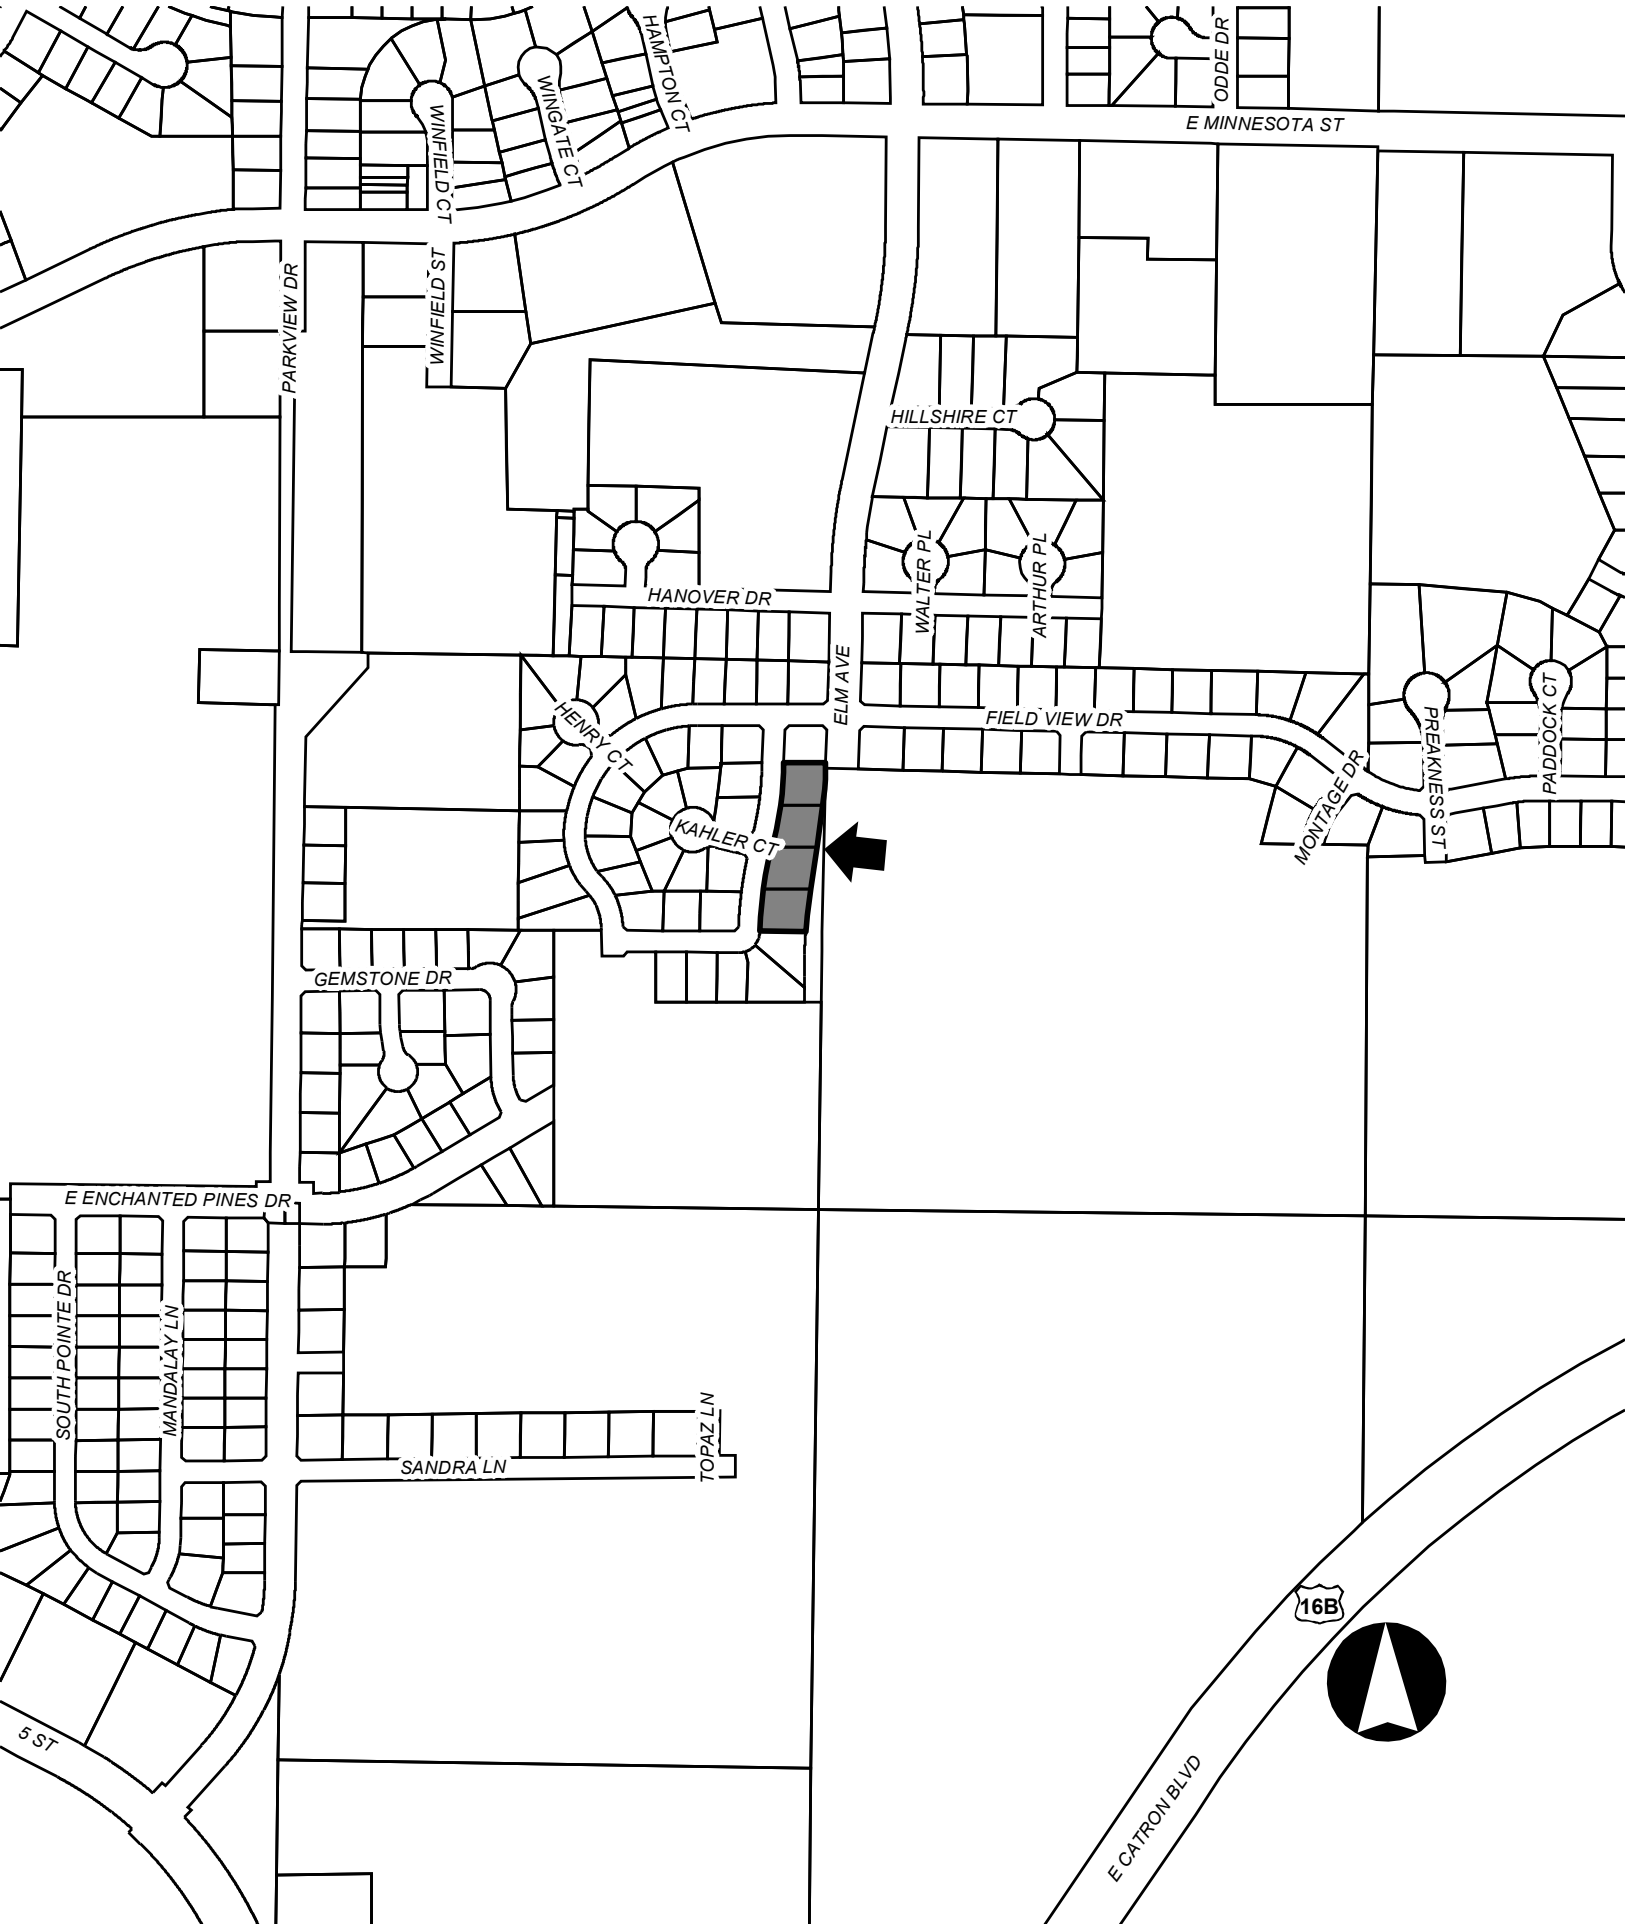 HAMPTON CT
ODDE DR
WINGATE CT
WINFIELD CT
E MINNESOTA ST
PARKVIEW DR
WINFIELD ST
HILLSHIRE CT
WALTER PL
ARTHUR PL
HANOVER DR
ELM AVE
HENRY CT
FIELD VIEW DR
PREAKNESS ST
PADDOCK CT
MONTAGE DR
KAHLER CT
GEMSTONE DR
E ENCHANTED PINES DR
SOUTH POINTE DR
MANDALAY LN
TOPAZ LN
SANDRA LN
16B
5 ST
E CATRON BLVD